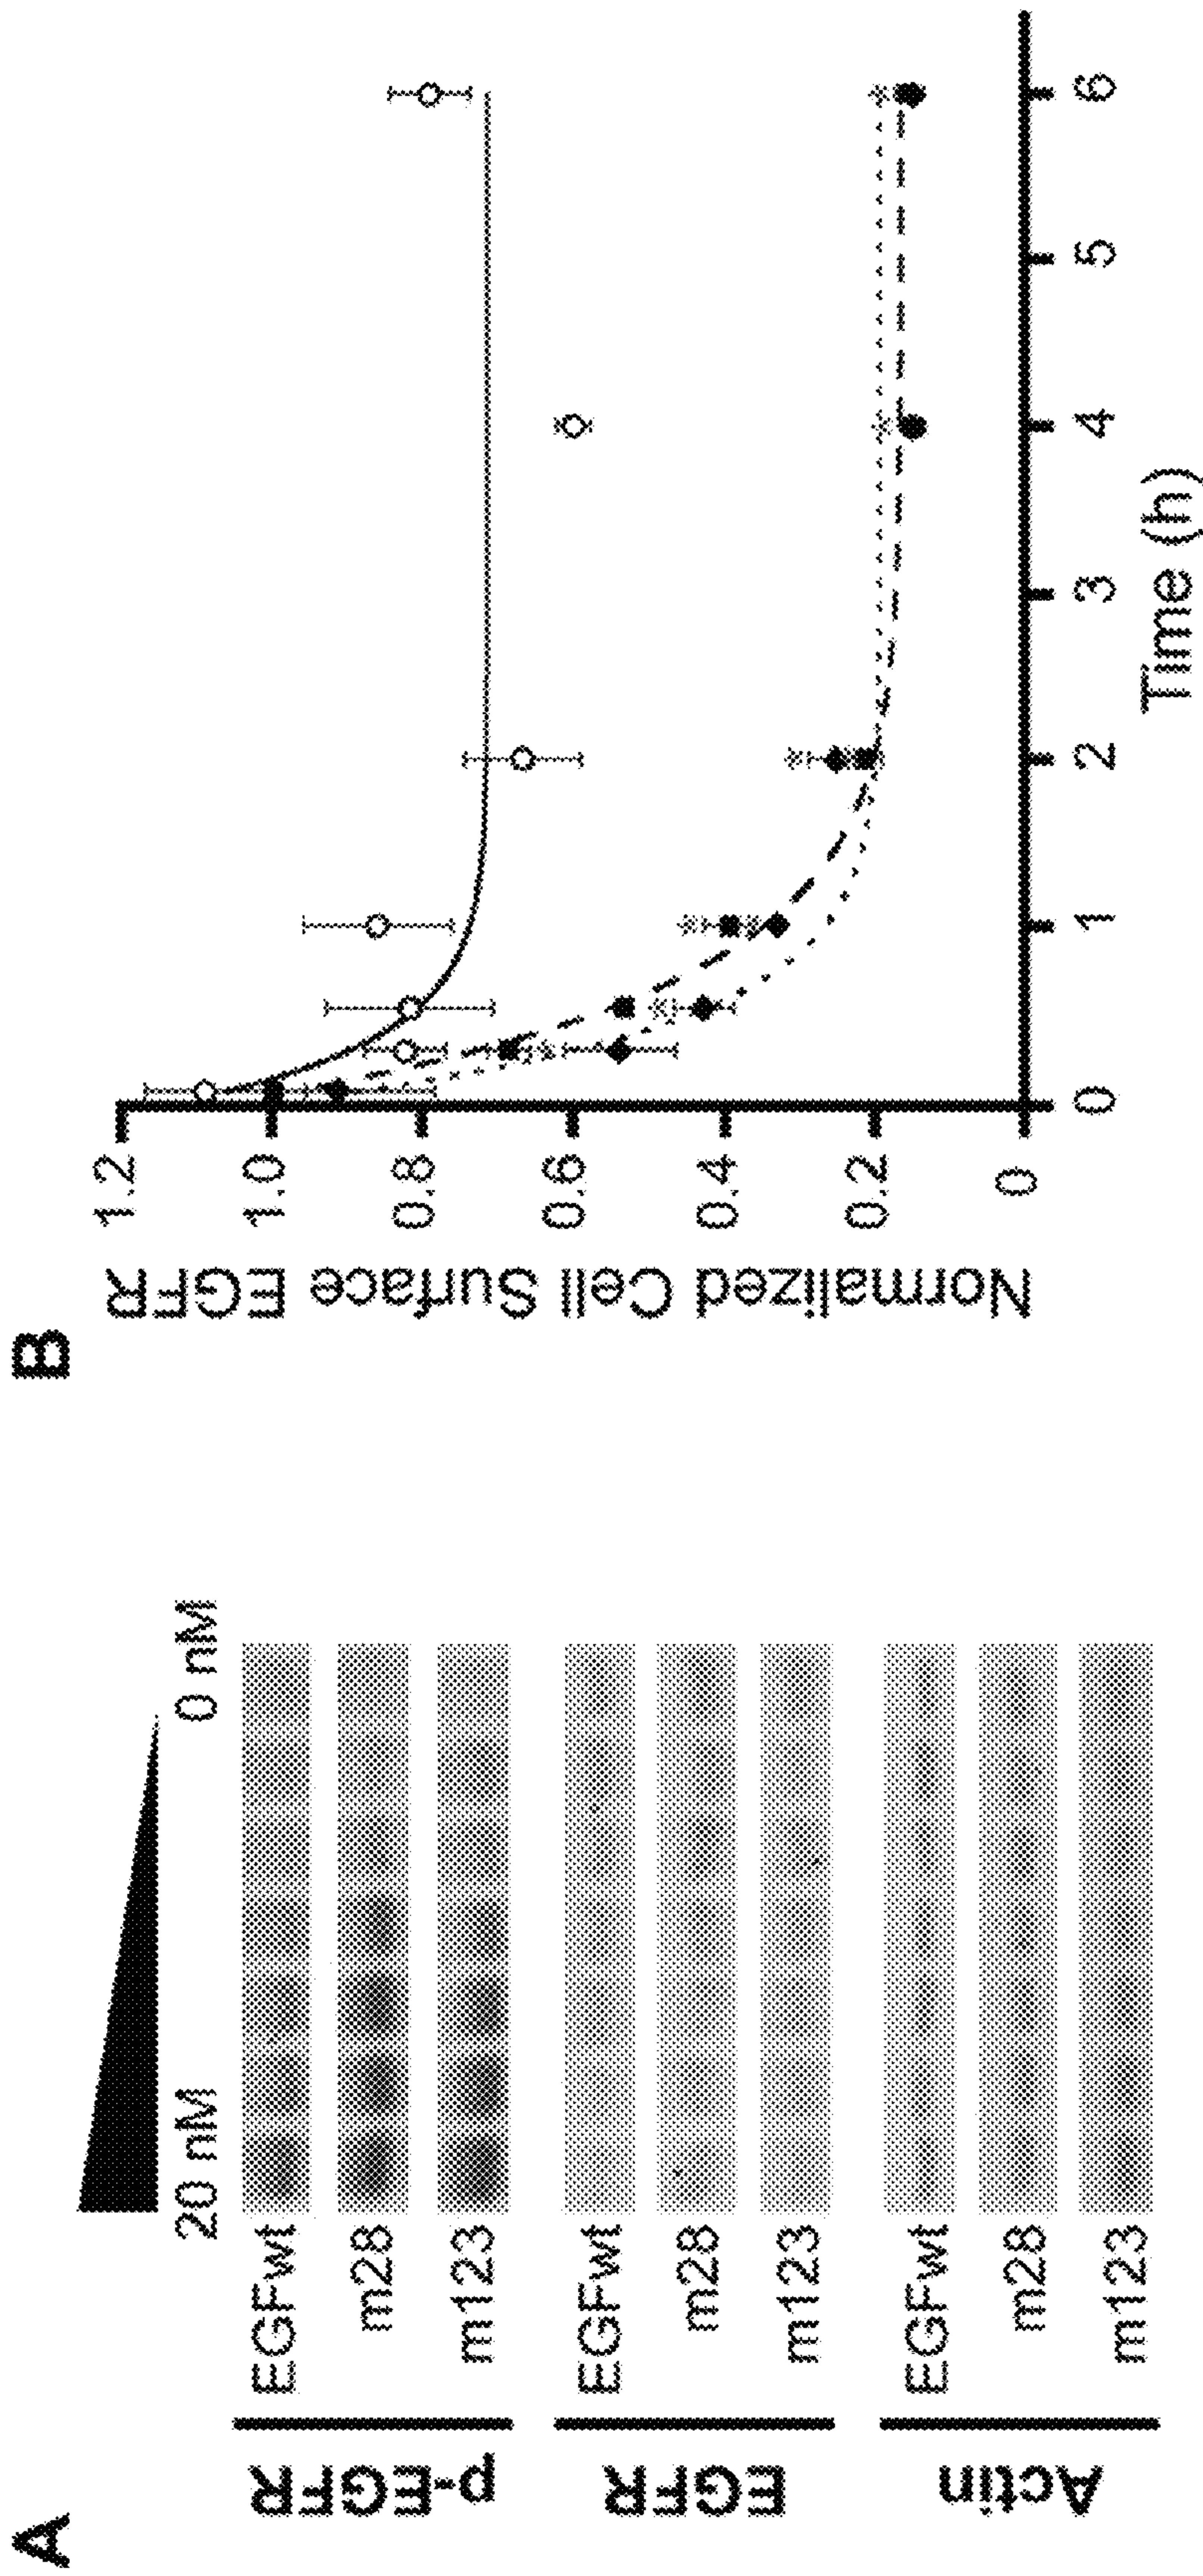 A
20 nM 0 nM
p-EGFR
EGFwt
m28
m123
EGFR
EGFwt
m28
m123
Actin
EGFwt
m28
m123
B
Normalized Cell Surface EGFR
1.2
1.0
0.8
0.6
0.4
0.2
0
0 1 2 3 4 5 6
Time (h)